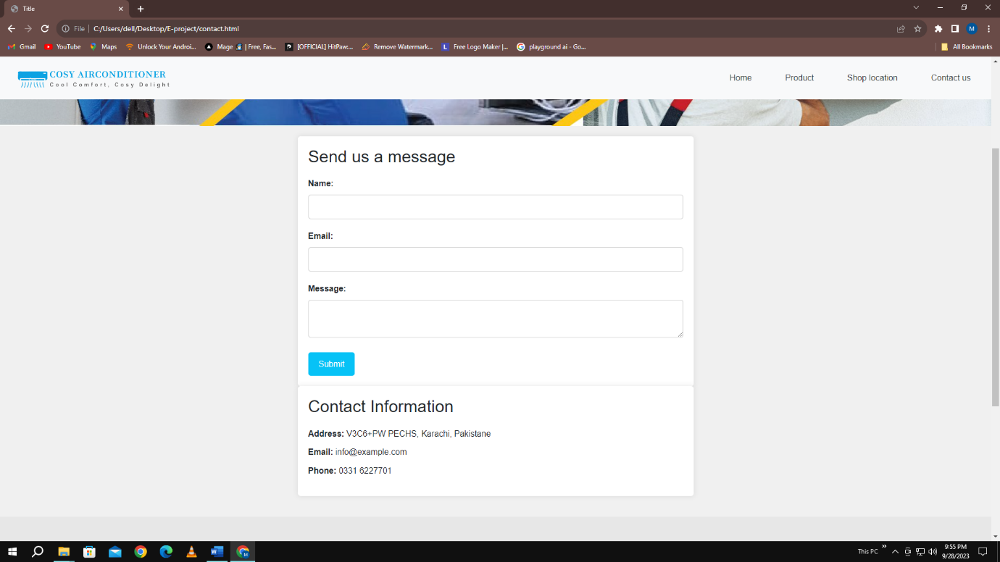 Title
File
C:/Users/dell/Desktop/E-project/contact.html
M
Gmail YouTube Maps Unlock Your Androi... Mage | Free, Fas... [OFFICIAL] HitPaw:... Remove Watermark... L Free Logo Maker |... playground ai - Go... All Bookmarks
COSY AIRCONDITIONER
Cool Comfort, Cosy Delight
Home Product Shop location Contact us
Send us a message
Name:
Email:
Message:
Submit
Contact Information
Address: V3C6+PW PECHS, Karachi, Pakistane
Email: info@example.com
Phone: 0331 6227701
This PC
9:55 PM
9/28/2023